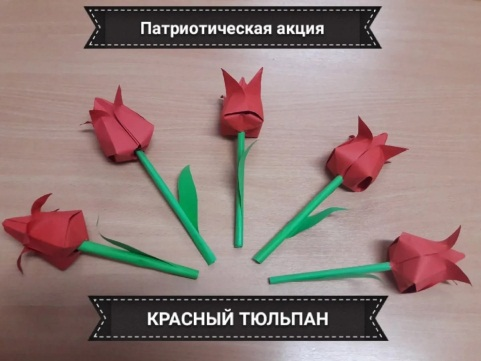 Патриотическая акция
КРАСНЫЙ ТЮЛЬПАН